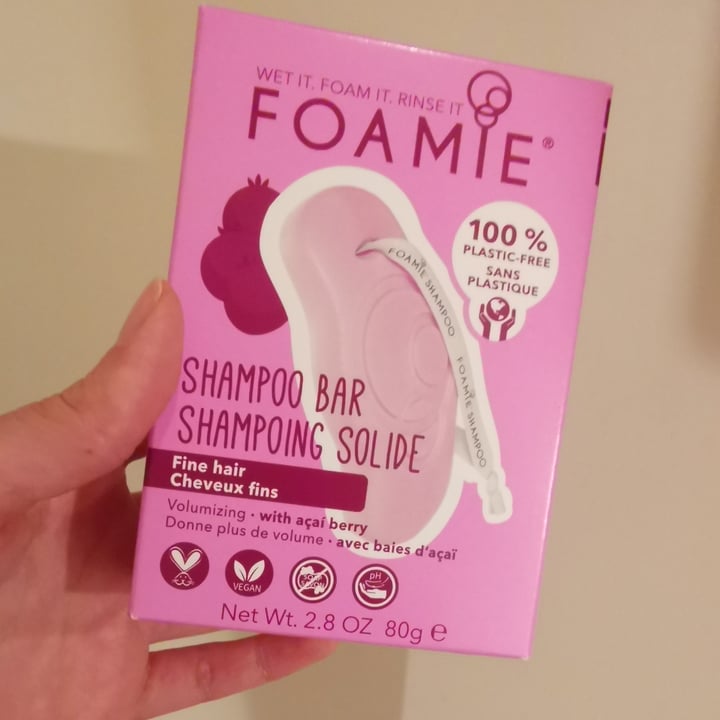 WET IT. FOAM IT. RINSE IT
FOAMIE®
100 %
PLASTIC-FREE
SANS
PLASTIQUE
FOAMIE SHAMPOO
FOAMIE SHAMPOO
SHAMPOO BAR
SHAMPOING SOLIDE
Fine hair
Cheveux fins
Volumizing · with açaí berry
Donne plus de volume · avec baies d'açaï
VEGAN
pH
Net Wt. 2.8 OZ 80g e